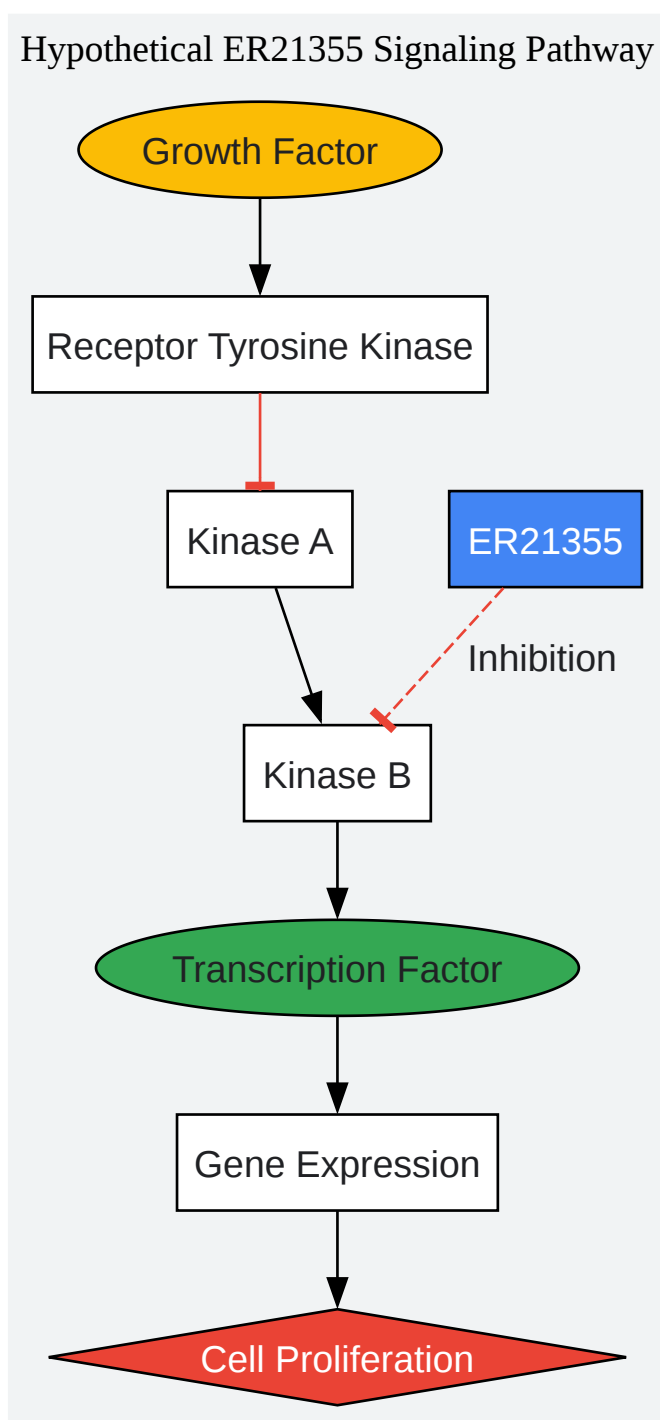 Hypothetical ER21355 Signaling Pathway
Growth Factor
Receptor Tyrosine Kinase
Kinase A
ER21355
Inhibition
Kinase B
Transcription Factor
Gene Expression
Cell Proliferation